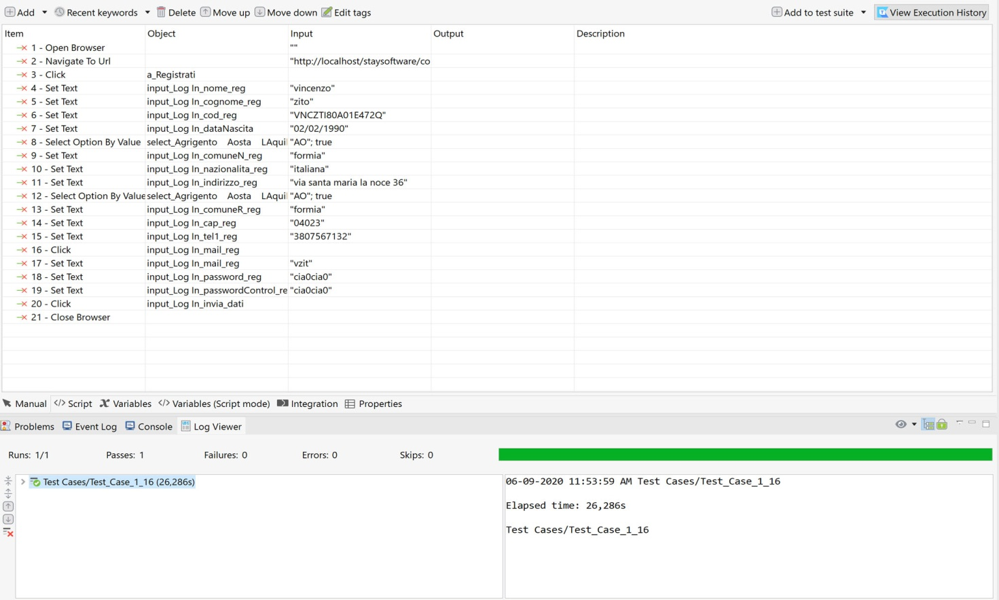 Add Recent keywords Delete Move up Move down Edit tags Add to test suite View Execution History
Item Object Input Output Description
1 - Open Browser ""
2 - Navigate To Url "http://localhost/staysoftware/co
3 - Click a_Registrati
4 - Set Text input_Log In_nome_reg "vincenzo"
5 - Set Text input_Log In_cognome_reg "zito"
6 - Set Text input_Log In_cod_reg "VNCZTI80A01E472Q"
7 - Set Text input_Log In_dataNascita "02/02/1990"
8 - Select Option By Value select_Agrigento Aosta LAqui "AO"; true
9 - Set Text input_Log In_comuneN_reg "formia"
10 - Set Text input_Log In_nazionalita_reg "italiana"
11 - Set Text input_Log In_indirizzo_reg "via santa maria la noce 36"
12 - Select Option By Value select_Agrigento Aosta LAqui "AO"; true
13 - Set Text input_Log In_comuneR_reg "formia"
14 - Set Text input_Log In_cap_reg "04023"
15 - Set Text input_Log In_tel1_reg "3807567132"
16 - Click input_Log In_mail_reg
17 - Set Text input_Log In_mail_reg "vzit"
18 - Set Text input_Log In_password_reg "cia0cia0"
19 - Set Text input_Log In_passwordControl_re "cia0cia0"
20 - Click input_Log In_invia_dati
21 - Close Browser
Manual Script Variables Variables (Script mode) Integration Properties
Problems Event Log Console Log Viewer
Runs: 1/1 Passes: 1 Failures: 0 Errors: 0 Skips: 0
Test Cases/Test_Case_1_16 (26,286s)
06-09-2020 11:53:59 AM Test Cases/Test_Case_1_16
Elapsed time: 26,286s
Test Cases/Test_Case_1_16